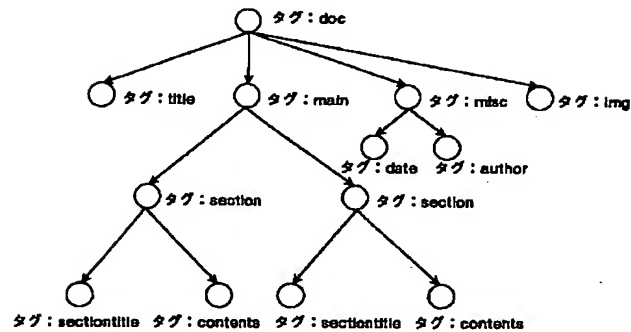 タグ：doc
タグ：title
タグ：main
タグ：misc
タグ：img
タグ：date
タグ：author
タグ：section
タグ：section
タグ：sectiontitle
タグ：contents
タグ：sectiontitle
タグ：contents